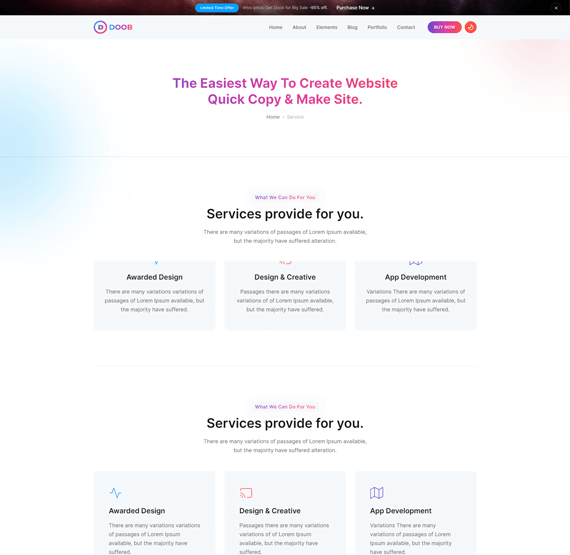 Limited Time Offer Intro price. Get Doob for Big Sale -95% off. Purchase Now →
DOOB Home About Elements Blog Portfolio Contact BUY NOW
The Easiest Way To Create Website
Quick Copy & Make Site.
Home Service
What We Can Do For You
Services provide for you.
There are many variations of passages of Lorem Ipsum available,
but the majority have suffered alteration.
Awarded Design
There are many variations variations of
passages of Lorem Ipsum available, but
the majority have suffered.
Design & Creative
Passages there are many variations
variations of of Lorem Ipsum available,
but the majority have suffered.
App Development
Variations There are many variations of
passages of Lorem Ipsum available, but
the majority have suffered.
What We Can Do For You
Services provide for you.
There are many variations of passages of Lorem Ipsum available,
but the majority have suffered alteration.
Awarded Design
There are many variations variations
of passages of Lorem Ipsum
available, but the majority have
suffered.
Design & Creative
Passages there are many variations
variations of of Lorem Ipsum
available, but the majority have
suffered.
App Development
Variations There are many
variations of passages of Lorem
Ipsum available, but the majority
have suffered.